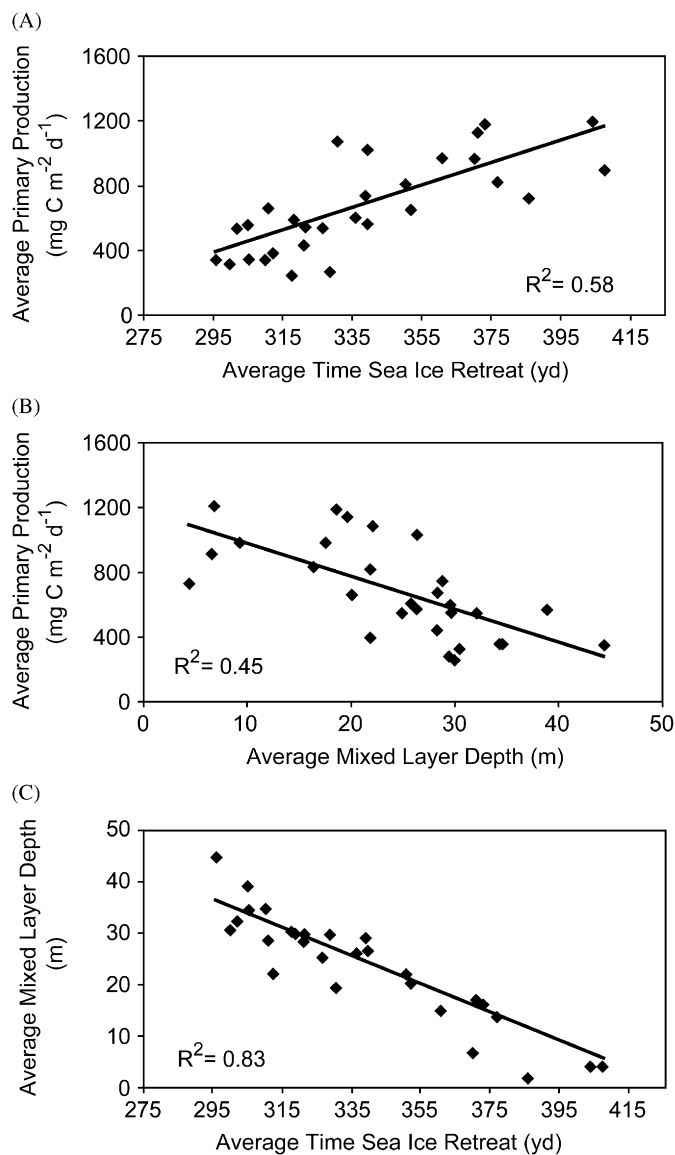 (A)
1600
1200
800
400
0
Average Primary Production
(mg C m⁻² d⁻¹)
R²= 0.58
275 295 315 335 355 375 395 415
Average Time Sea Ice Retreat (yd)
(B)
1600
1200
800
400
0
Average Primary Production
(mg C m⁻² d⁻¹)
R²= 0.45
0 10 20 30 40 50
Average Mixed Layer Depth (m)
(C)
50
40
30
20
10
0
Average Mixed Layer Depth
(m)
R²= 0.83
275 295 315 335 355 375 395 415
Average Time Sea Ice Retreat (yd)